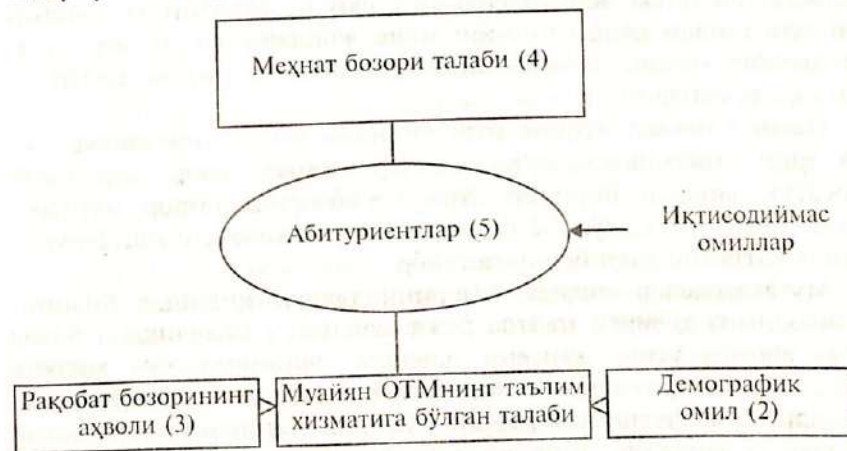 Меҳнат бозори талаби (4)
Абитуриентлар (5)
Иқтисодиймас
омиллар
Рақобат бозорининг
аҳволи (3)
Муайян ОТМнинг таълим
хизматига бўлган талаби
Демографик
омил (2)